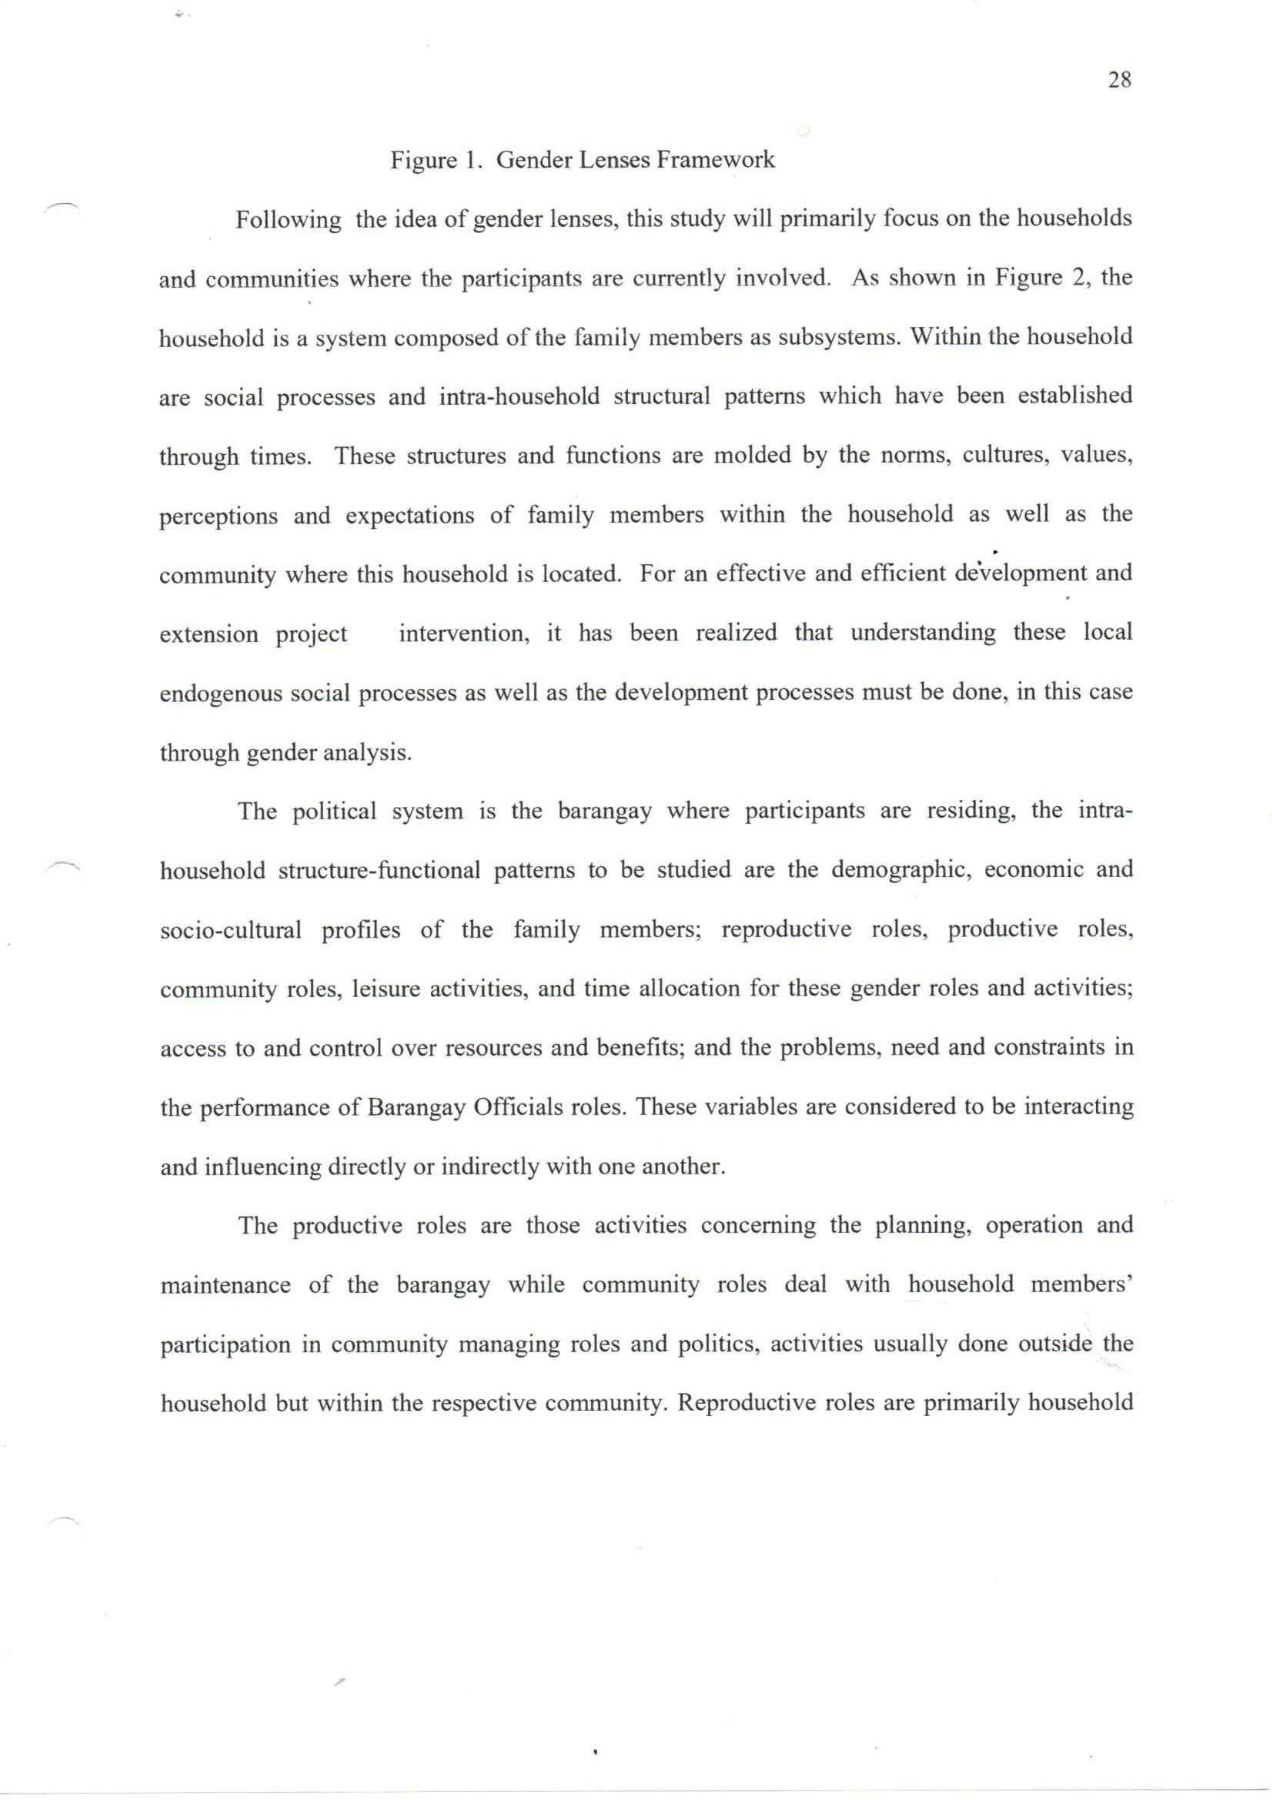 28
Figure 1. Gender Lenses Framework
Following the idea of gender lenses, this study will primarily focus on the households
and communities where the participants are currently involved. As shown in Figure 2, the
household is a system composed of the family members as subsystems. Within the household
are social processes and intra-household structural patterns which have been established
through times. These structures and functions are molded by the norms, cultures, values,
perceptions and expectations of family members within the household as well as the
community where this household is located. For an effective and efficient development and
extension project intervention, it has been realized that understanding these local
endogenous social processes as well as the development processes must be done, in this case
through gender analysis.
The political system is the barangay where participants are residing, the intra-
household structure-functional patterns to be studied are the demographic, economic and
socio-cultural profiles of the family members; reproductive roles, productive roles,
community roles, leisure activities, and time allocation for these gender roles and activities;
access to and control over resources and benefits; and the problems, need and constraints in
the performance of Barangay Officials roles. These variables are considered to be interacting
and influencing directly or indirectly with one another.
The productive roles are those activities concerning the planning, operation and
maintenance of the barangay while community roles deal with household members’
participation in community managing roles and politics, activities usually done outside the
household but within the respective community. Reproductive roles are primarily household